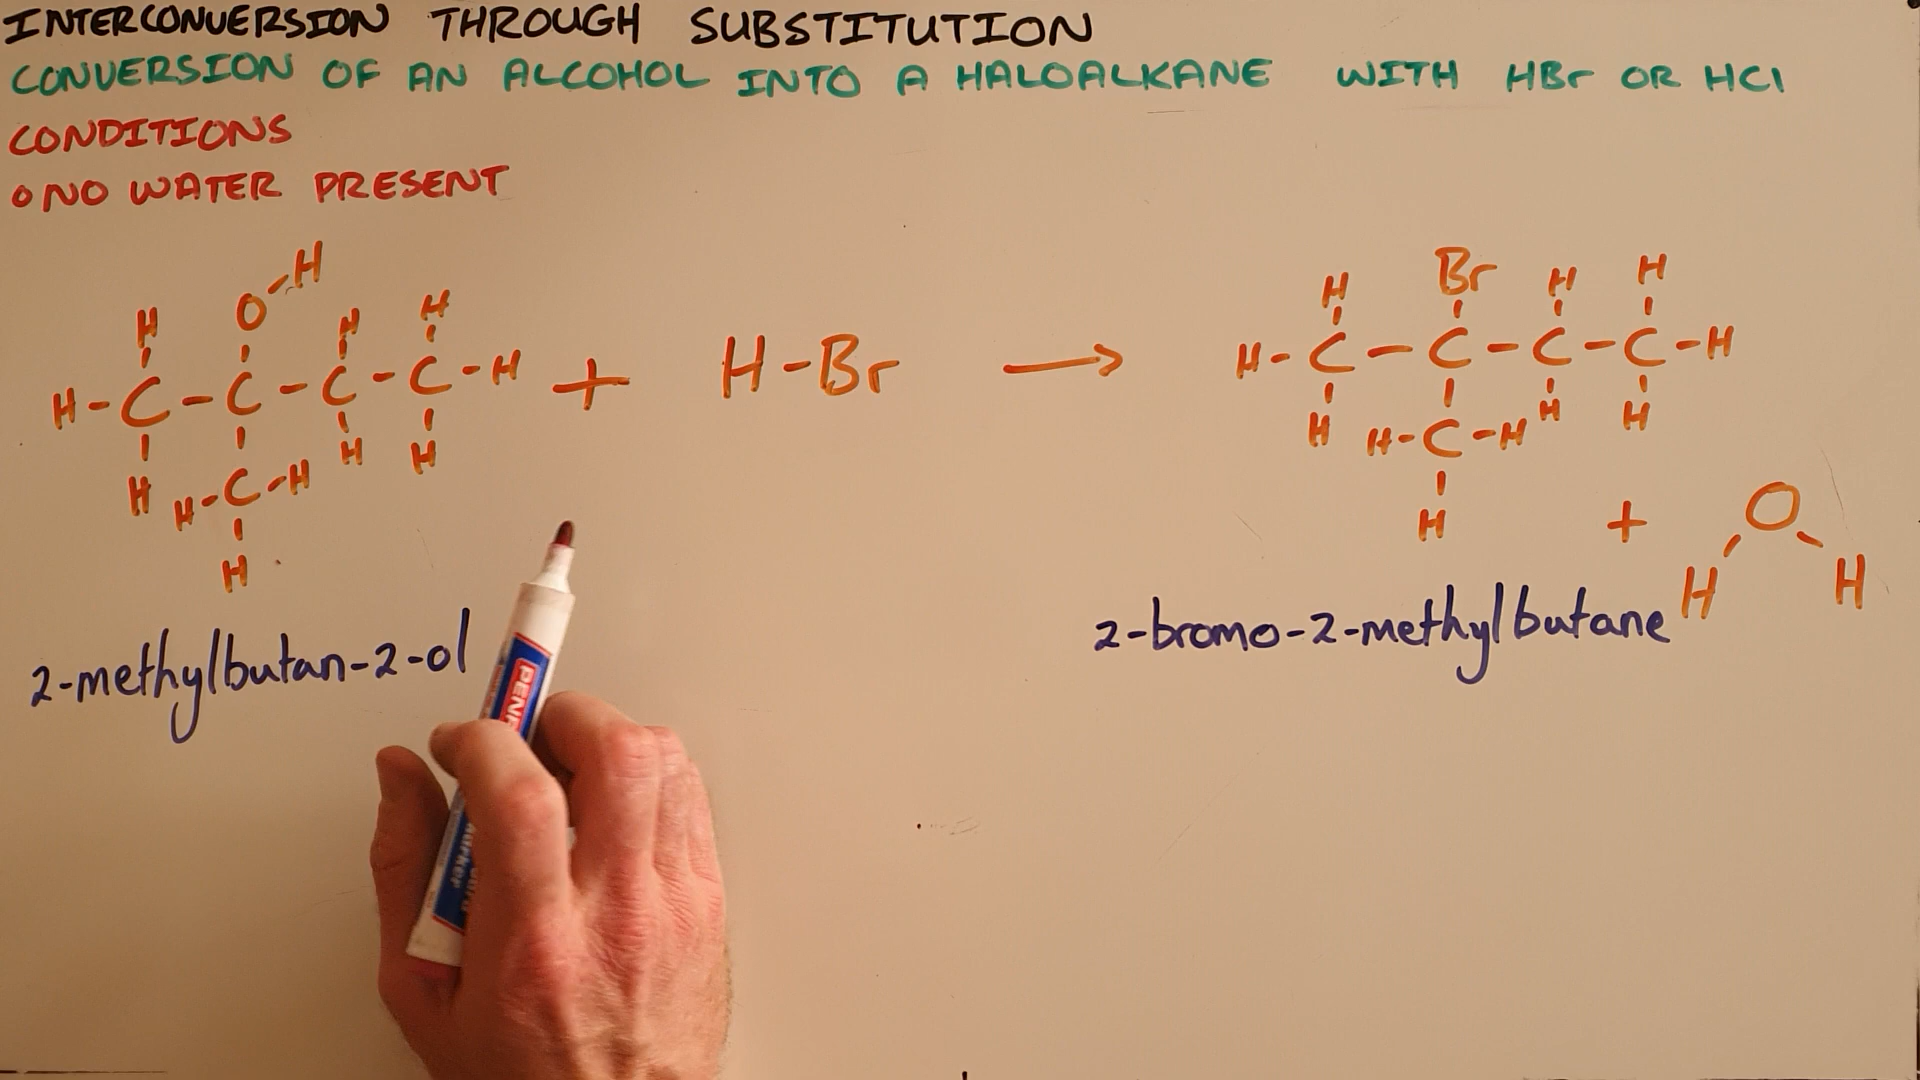 INTERCONVERSION THROUGH SUBSTITUTION
CONVERSION OF AN ALCOHOL INTO A HALOALKANE WITH HBr OR HCl
CONDITIONS
o NO WATER PRESENT
H
H O H H
H-C-C-C-C-H
H H-C-H H H
H
+ H-Br →
H Br H H
H-C-C-C-C-H
H H-C-H H H
H
+ O
H H
2-methylbutan-2-ol
2-bromo-2-methylbutane